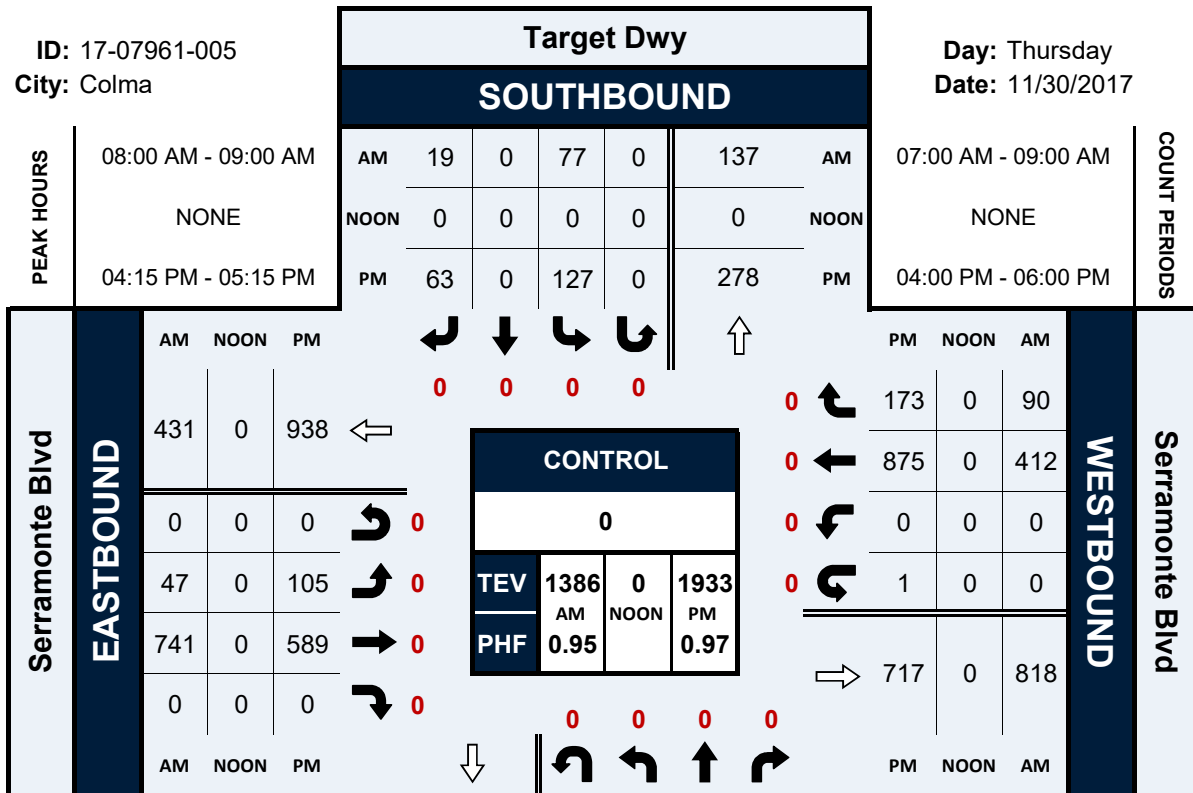 ID: 17-07961-005
City: Colma
Target Dwy
SOUTHBOUND
Day: Thursday
Date: 11/30/2017
PEAK HOURS
08:00 AM - 09:00 AM
NONE
04:15 PM - 05:15 PM
AM 19 0 77 0 137 AM
NOON 0 0 0 0 0 NOON
PM 63 0 127 0 278 PM
07:00 AM - 09:00 AM
NONE
04:00 PM - 06:00 PM
COUNT PERIODS
0 0 0 0
Serramonte Blvd
EASTBOUND
AM NOON PM
431 0 938
0 0 0 0
47 0 105 0
741 0 589 0
0 0 0 0
AM NOON PM
CONTROL
0
TEV 1386 0 1933
AM NOON PM
PHF 0.95 0.97
PM NOON AM
0 173 0 90
0 875 0 412
0 0 0 0
0 1 0 0
717 0 818
PM NOON AM
WESTBOUND
Serramonte Blvd
0 0 0 0